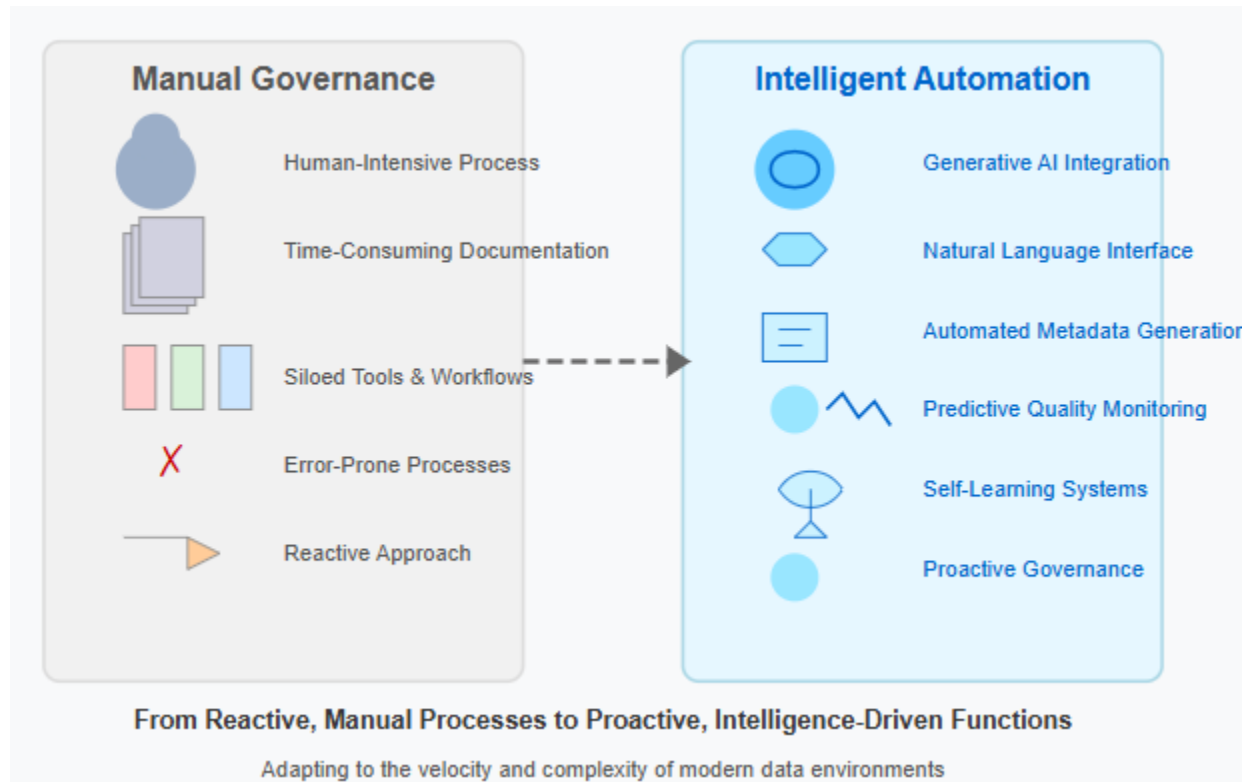 Manual Governance
Human-Intensive Process
Time-Consuming Documentation
Siloed Tools & Workflows
Error-Prone Processes
Reactive Approach
Intelligent Automation
Generative AI Integration
Natural Language Interface
Automated Metadata Generation
Predictive Quality Monitoring
Self-Learning Systems
Proactive Governance
From Reactive, Manual Processes to Proactive, Intelligence-Driven Functions
Adapting to the velocity and complexity of modern data environments